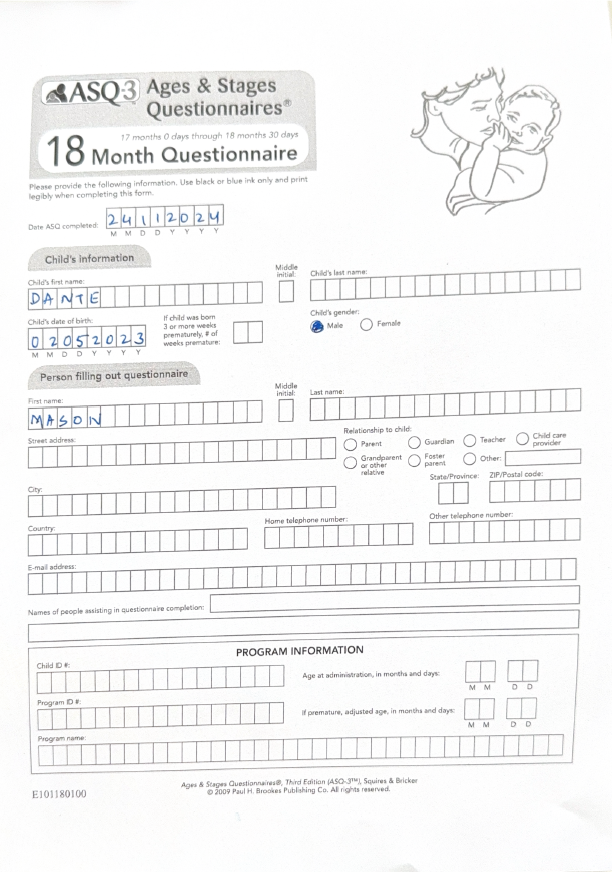 ASQ-3 Ages & Stages
Questionnaires®
17 months 0 days through 18 months 30 days
18 Month Questionnaire
Please provide the following information. Use black or blue ink only and print
legibly when completing this form.
Date ASQ completed: 24112024
M M D D Y Y Y Y
Child's information
Child's first name: Middle initial: Child's last name:
DANTE
Child's date of birth: If child was born 3 or more weeks prematurely, # of weeks premature: Child's gender:
02052023 Male Female
M M D D Y Y Y Y
Person filling out questionnaire
First name: Middle initial: Last name:
MASON
Street address: Relationship to child:
Parent Guardian Teacher Child care provider
Grandparent or other relative Foster parent Other:
City: State/Province: ZIP/Postal code:
Country: Home telephone number: Other telephone number:
E-mail address:
Names of people assisting in questionnaire completion:
PROGRAM INFORMATION
Child ID #: Age at administration, in months and days:
M M D D
Program ID #: If premature, adjusted age, in months and days:
M M D D
Program name:
Ages & Stages Questionnaires®, Third Edition (ASQ-3™), Squires & Bricker
E101180100 © 2009 Paul H. Brookes Publishing Co. All rights reserved.